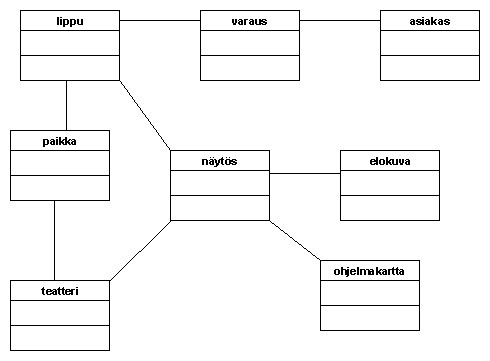 lippu
varaus
asiakas
paikka
näytös
elokuva
ohjelmakartta
teatteri